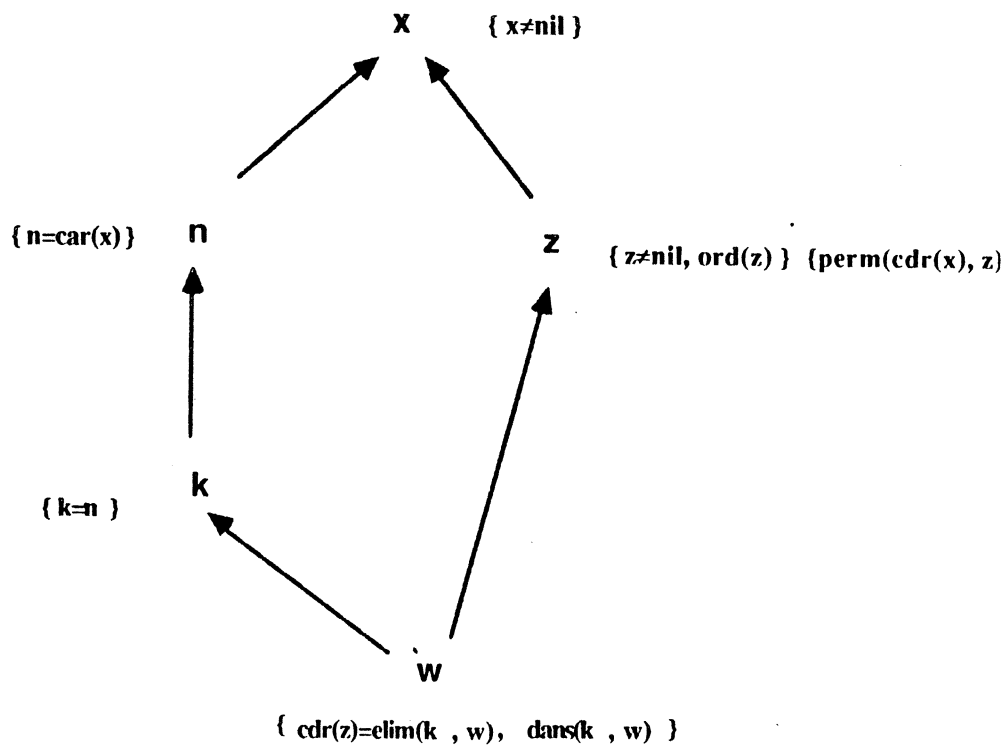 x { x≠nil }
{ n=car(x) } n
z { z≠nil, ord(z) } {perm(cdr(x), z)
k
{ k=n }
w
{ cdr(z)=elim(k , w), dans(k , w) }